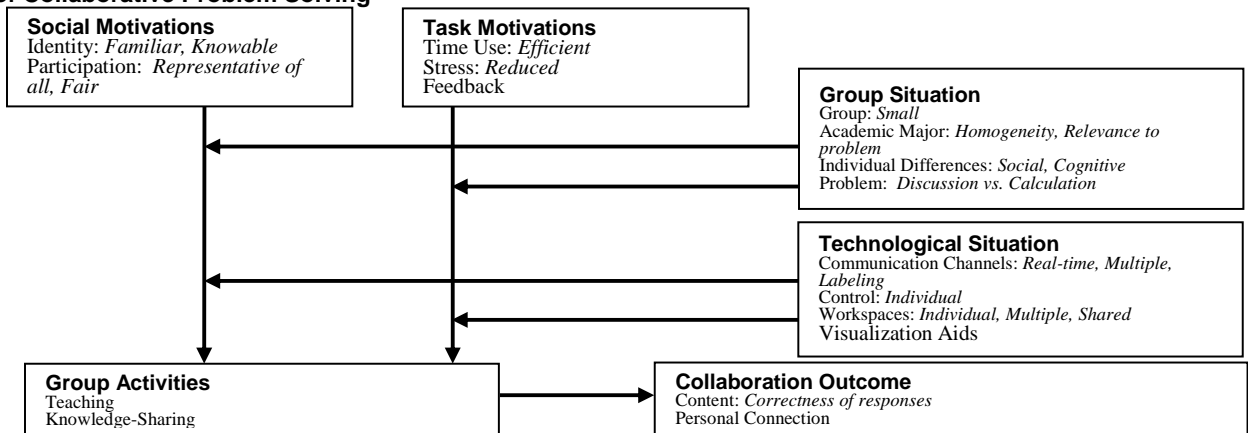 Collaborative Problem Solving
Social Motivations
Identity: Familiar, Knowable
Participation: Representative of
all, Fair
Task Motivations
Time Use: Efficient
Stress: Reduced
Feedback
Group Situation
Group: Small
Academic Major: Homogeneity, Relevance to
problem
Individual Differences: Social, Cognitive
Problem: Discussion vs. Calculation
Technological Situation
Communication Channels: Real-time, Multiple,
Labeling
Control: Individual
Workspaces: Individual, Multiple, Shared
Visualization Aids
Group Activities
Teaching
Knowledge-Sharing
Collaboration Outcome
Content: Correctness of responses
Personal Connection